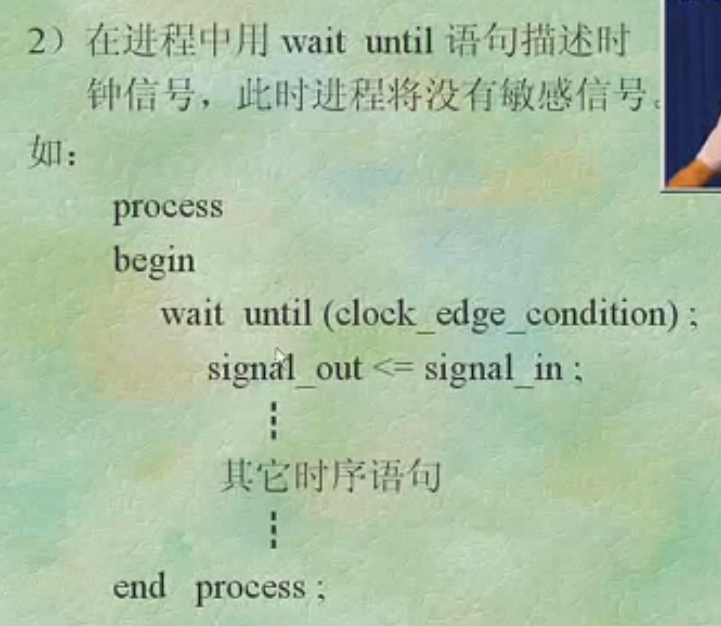 2）在进程中用 wait until 语句描述时
钟信号，此时进程将没有敏感信号。
如：
process
begin
wait until (clock_edge_condition) ;
signal_out <= signal_in ;
其它时序语句
end process ;